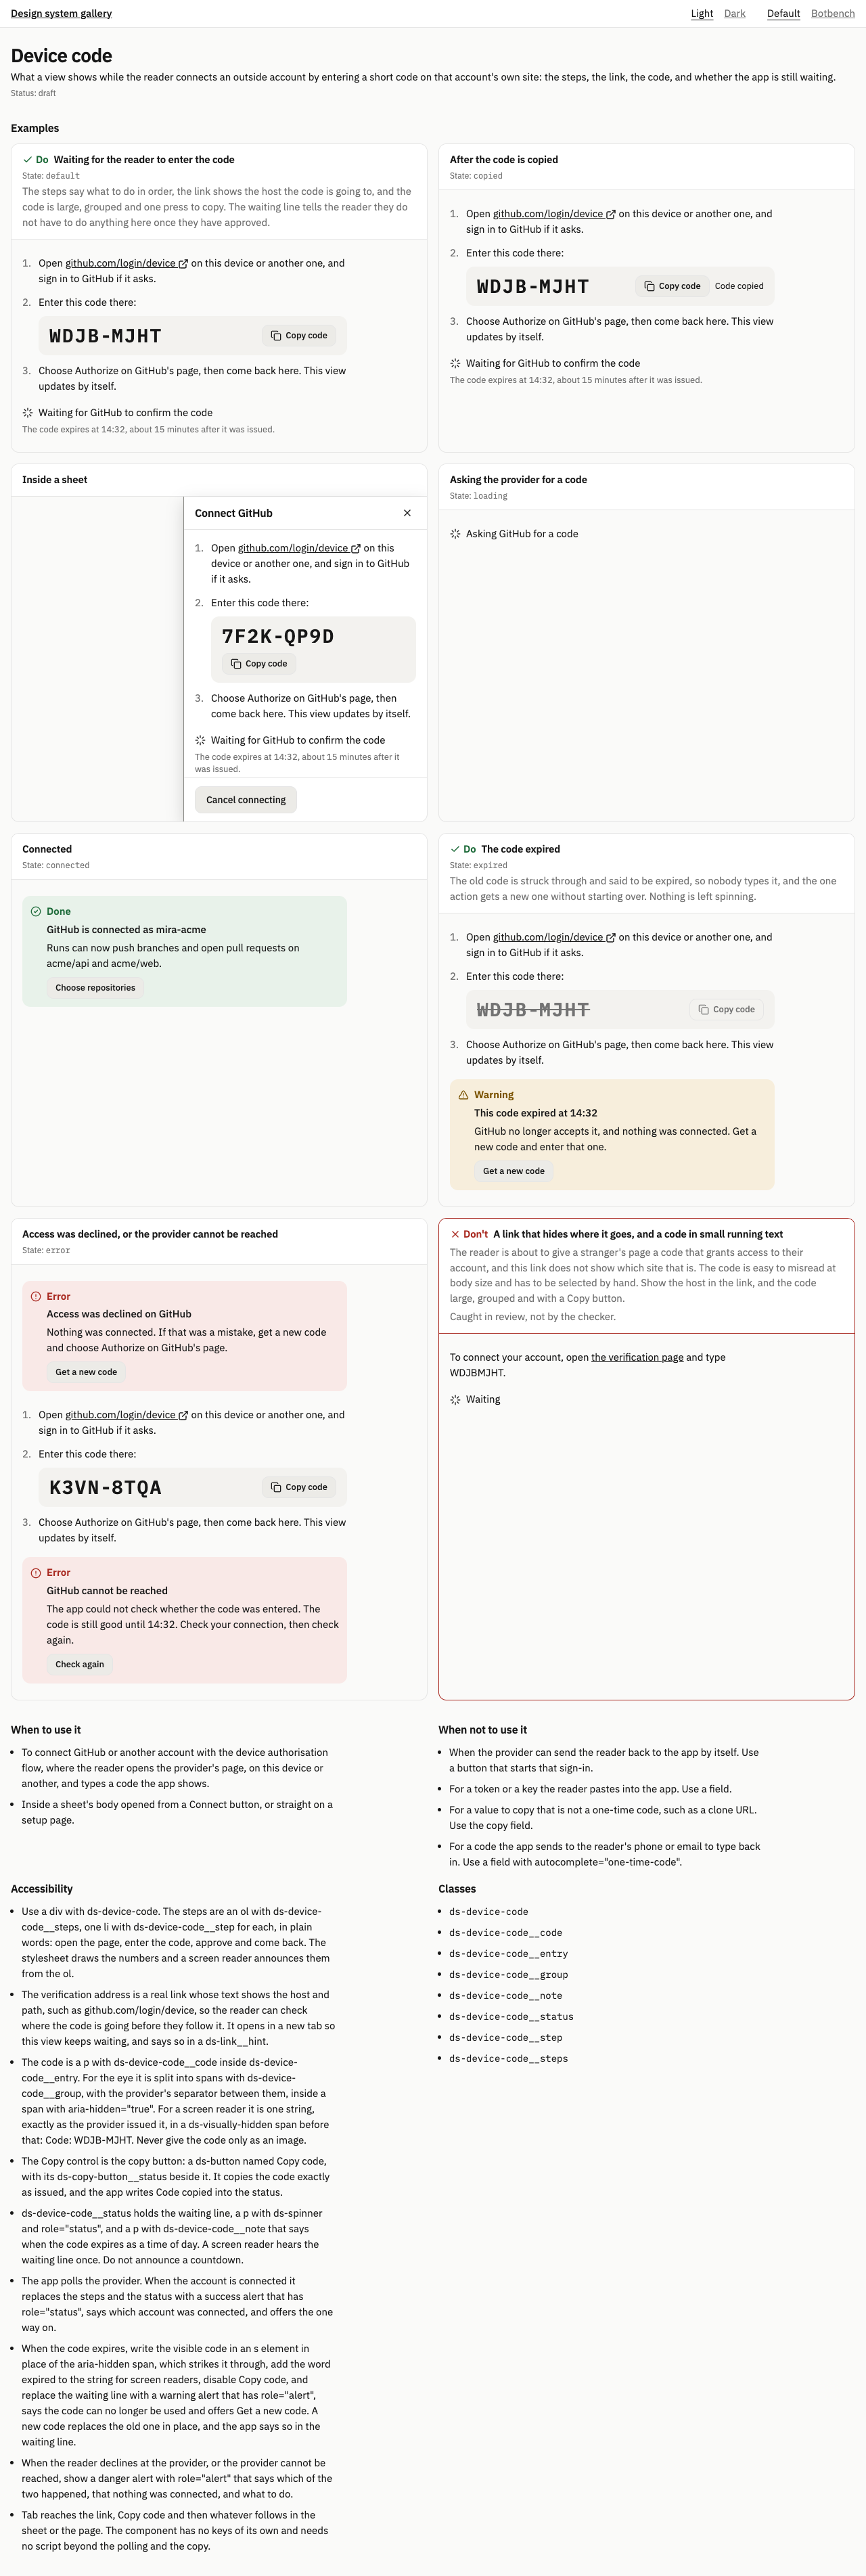 Design system gallery
Light Dark Default Botbench
Device code
What a view shows while the reader connects an outside account by entering a short code on that account's own site: the steps, the link, the code, and whether the app is still waiting.
Status: draft
Examples
Do Waiting for the reader to enter the code
State: default
The steps say what to do in order, the link shows the host the code is going to, and the
code is large, grouped and one press to copy. The waiting line tells the reader they do
not have to do anything here once they have approved.
1. Open github.com/login/device on this device or another one, and
sign in to GitHub if it asks.
2. Enter this code there:
WDJB-MJHT Copy code
3. Choose Authorize on GitHub's page, then come back here. This view
updates by itself.
Waiting for GitHub to confirm the code
The code expires at 14:32, about 15 minutes after it was issued.
After the code is copied
State: copied
1. Open github.com/login/device on this device or another one, and
sign in to GitHub if it asks.
2. Enter this code there:
WDJB-MJHT Copy code Code copied
3. Choose Authorize on GitHub's page, then come back here. This view
updates by itself.
Waiting for GitHub to confirm the code
The code expires at 14:32, about 15 minutes after it was issued.
Inside a sheet
Connect GitHub
1. Open github.com/login/device on this
device or another one, and sign in to GitHub
if it asks.
2. Enter this code there:
7F2K-QP9D
Copy code
3. Choose Authorize on GitHub's page, then
come back here. This view updates by itself.
Waiting for GitHub to confirm the code
The code expires at 14:32, about 15 minutes after it
was issued.
Cancel connecting
Asking the provider for a code
State: loading
Asking GitHub for a code
Connected
State: connected
Done
GitHub is connected as mira-acme
Runs can now push branches and open pull requests on
acme/api and acme/web.
Choose repositories
Do The code expired
State: expired
The old code is struck through and said to be expired, so nobody types it, and the one
action gets a new one without starting over. Nothing is left spinning.
1. Open github.com/login/device on this device or another one, and
sign in to GitHub if it asks.
2. Enter this code there:
WDJB-MJHT Copy code
3. Choose Authorize on GitHub's page, then come back here. This view
updates by itself.
Warning
This code expired at 14:32
GitHub no longer accepts it, and nothing was connected. Get a
new code and enter that one.
Get a new code
Access was declined, or the provider cannot be reached
State: error
Error
Access was declined on GitHub
Nothing was connected. If that was a mistake, get a new code
and choose Authorize on GitHub's page.
Get a new code
1. Open github.com/login/device on this device or another one, and
sign in to GitHub if it asks.
2. Enter this code there:
K3VN-8TQA Copy code
3. Choose Authorize on GitHub's page, then come back here. This view
updates by itself.
Error
GitHub cannot be reached
The app could not check whether the code was entered. The
code is still good until 14:32. Check your connection, then check
again.
Check again
Don't A link that hides where it goes, and a code in small running text
The reader is about to give a stranger's page a code that grants access to their
account, and this link does not show which site that is. The code is easy to misread at
body size and has to be selected by hand. Show the host in the link, and the code
large, grouped and with a Copy button.
Caught in review, not by the checker.
To connect your account, open the verification page and type
WDJBMJHT.
Waiting
When to use it
• To connect GitHub or another account with the device authorisation
flow, where the reader opens the provider's page, on this device or
another, and types a code the app shows.
• Inside a sheet's body opened from a Connect button, or straight on a
setup page.
When not to use it
• When the provider can send the reader back to the app by itself. Use
a button that starts that sign-in.
• For a token or a key the reader pastes into the app. Use a field.
• For a value to copy that is not a one-time code, such as a clone URL.
Use the copy field.
• For a code the app sends to the reader's phone or email to type back
in. Use a field with autocomplete="one-time-code".
Accessibility
• Use a div with ds-device-code. The steps are an ol with ds-device-
code__steps, one li with ds-device-code__step for each, in plain
words: open the page, enter the code, approve and come back. The
stylesheet draws the numbers and a screen reader announces them
from the ol.
• The verification address is a real link whose text shows the host and
path, such as github.com/login/device, so the reader can check
where the code is going before they follow it. It opens in a new tab so
this view keeps waiting, and says so in a ds-link__hint.
• The code is a p with ds-device-code__code inside ds-device-
code__entry. For the eye it is split into spans with ds-device-
code__group, with the provider's separator between them, inside a
span with aria-hidden="true". For a screen reader it is one string,
exactly as the provider issued it, in a ds-visually-hidden span before
that: Code: WDJB-MJHT. Never give the code only as an image.
• The Copy control is the copy button: a ds-button named Copy code,
with its ds-copy-button__status beside it. It copies the code exactly
as issued, and the app writes Code copied into the status.
• ds-device-code__status holds the waiting line, a p with ds-spinner
and role="status", and a p with ds-device-code__note that says
when the code expires as a time of day. A screen reader hears the
waiting line once. Do not announce a countdown.
• The app polls the provider. When the account is connected it
replaces the steps and the status with a success alert that has
role="status", says which account was connected, and offers the one
way on.
• When the code expires, write the visible code in an s element in
place of the aria-hidden span, which strikes it through, add the word
expired to the string for screen readers, disable Copy code, and
replace the waiting line with a warning alert that has role="alert",
says the code can no longer be used and offers Get a new code. A
new code replaces the old one in place, and the app says so in the
waiting line.
• When the reader declines at the provider, or the provider cannot be
reached, show a danger alert with role="alert" that says which of the
two happened, that nothing was connected, and what to do.
• Tab reaches the link, Copy code and then whatever follows in the
sheet or the page. The component has no keys of its own and needs
no script beyond the polling and the copy.
Classes
• ds-device-code
• ds-device-code__code
• ds-device-code__entry
• ds-device-code__group
• ds-device-code__note
• ds-device-code__status
• ds-device-code__step
• ds-device-code__steps